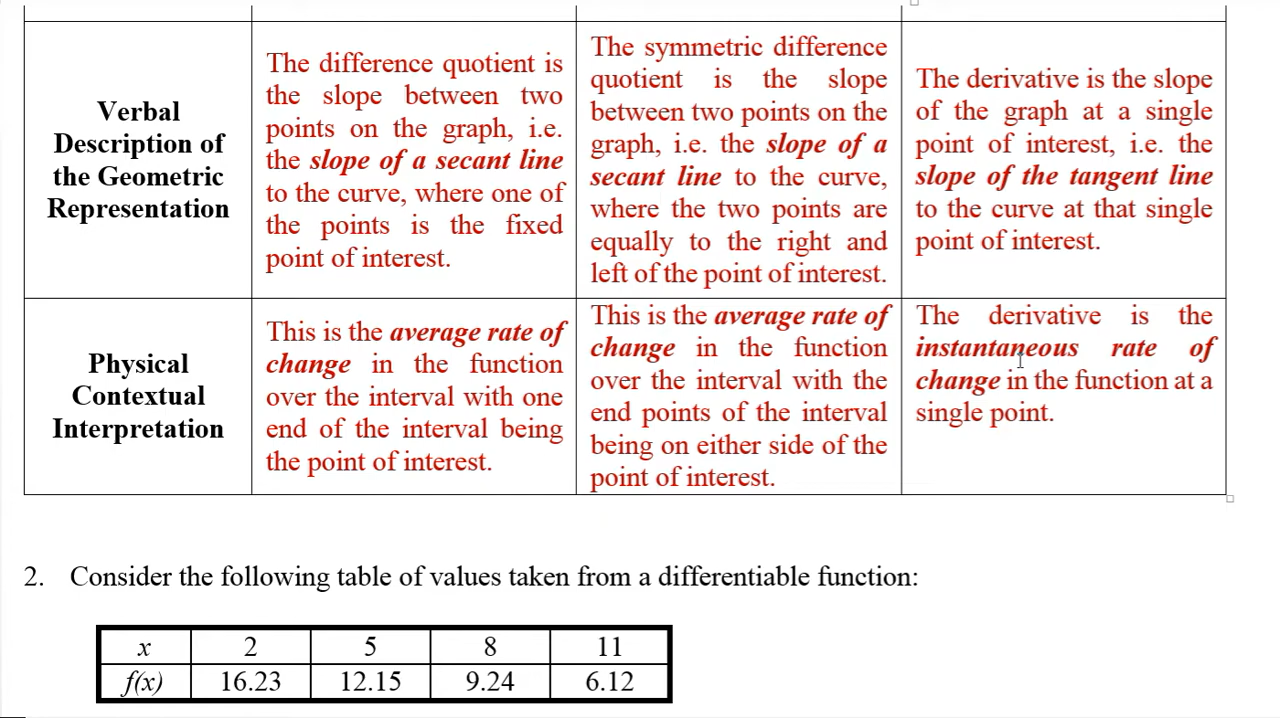 Verbal
Description of
the Geometric
Representation
The difference quotient is
the slope between two
points on the graph, i.e.
the slope of a secant line
to the curve, where one of
the points is the fixed
point of interest.
The symmetric difference
quotient is the slope
between two points on the
graph, i.e. the slope of a
secant line to the curve,
where the two points are
equally to the right and
left of the point of interest.
The derivative is the slope
of the graph at a single
point of interest, i.e. the
slope of the tangent line
to the curve at that single
point of interest.
Physical
Contextual
Interpretation
This is the average rate of
change in the function
over the interval with one
end of the interval being
the point of interest.
This is the average rate of
change in the function
over the interval with the
end points of the interval
being on either side of the
point of interest.
The derivative is the
instantaneous rate of
change in the function at a
single point.
2. Consider the following table of values taken from a differentiable function:
x 2 5 8 11
f(x) 16.23 12.15 9.24 6.12